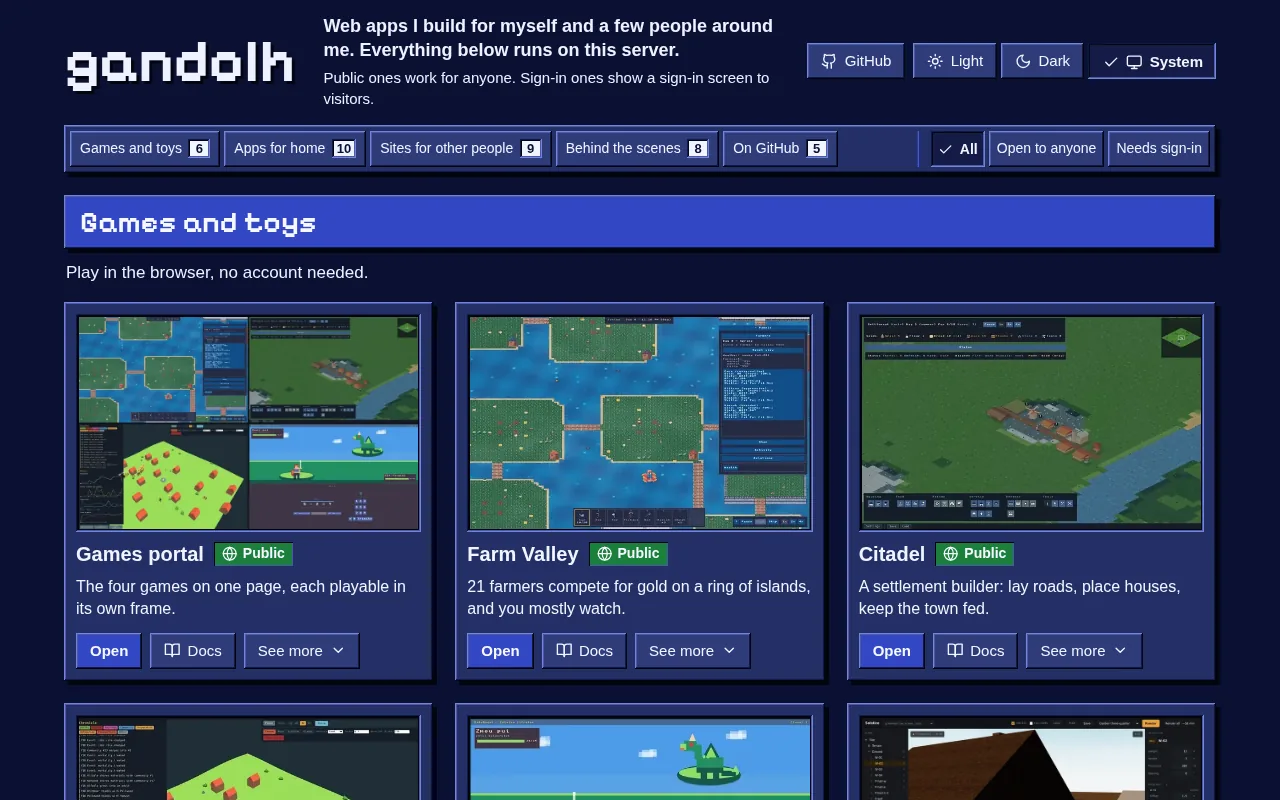 gandolh
Web apps I build for myself and a few people around
me. Everything below runs on this server.
Public ones work for anyone. Sign-in ones show a sign-in screen to
visitors.
GitHub
Light
Dark
System
Games and toys 6
Apps for home 10
Sites for other people 9
Behind the scenes 8
On GitHub 5
All
Open to anyone
Needs sign-in
Games and toys
Play in the browser, no account needed.
Games portal
Public
The four games on one page, each playable in
its own frame.
Open
Docs
See more
Farm Valley
Public
21 farmers compete for gold on a ring of islands,
and you mostly watch.
Open
Docs
See more
Citadel
Public
A settlement builder: lay roads, place houses,
keep the town fed.
Open
Docs
See more